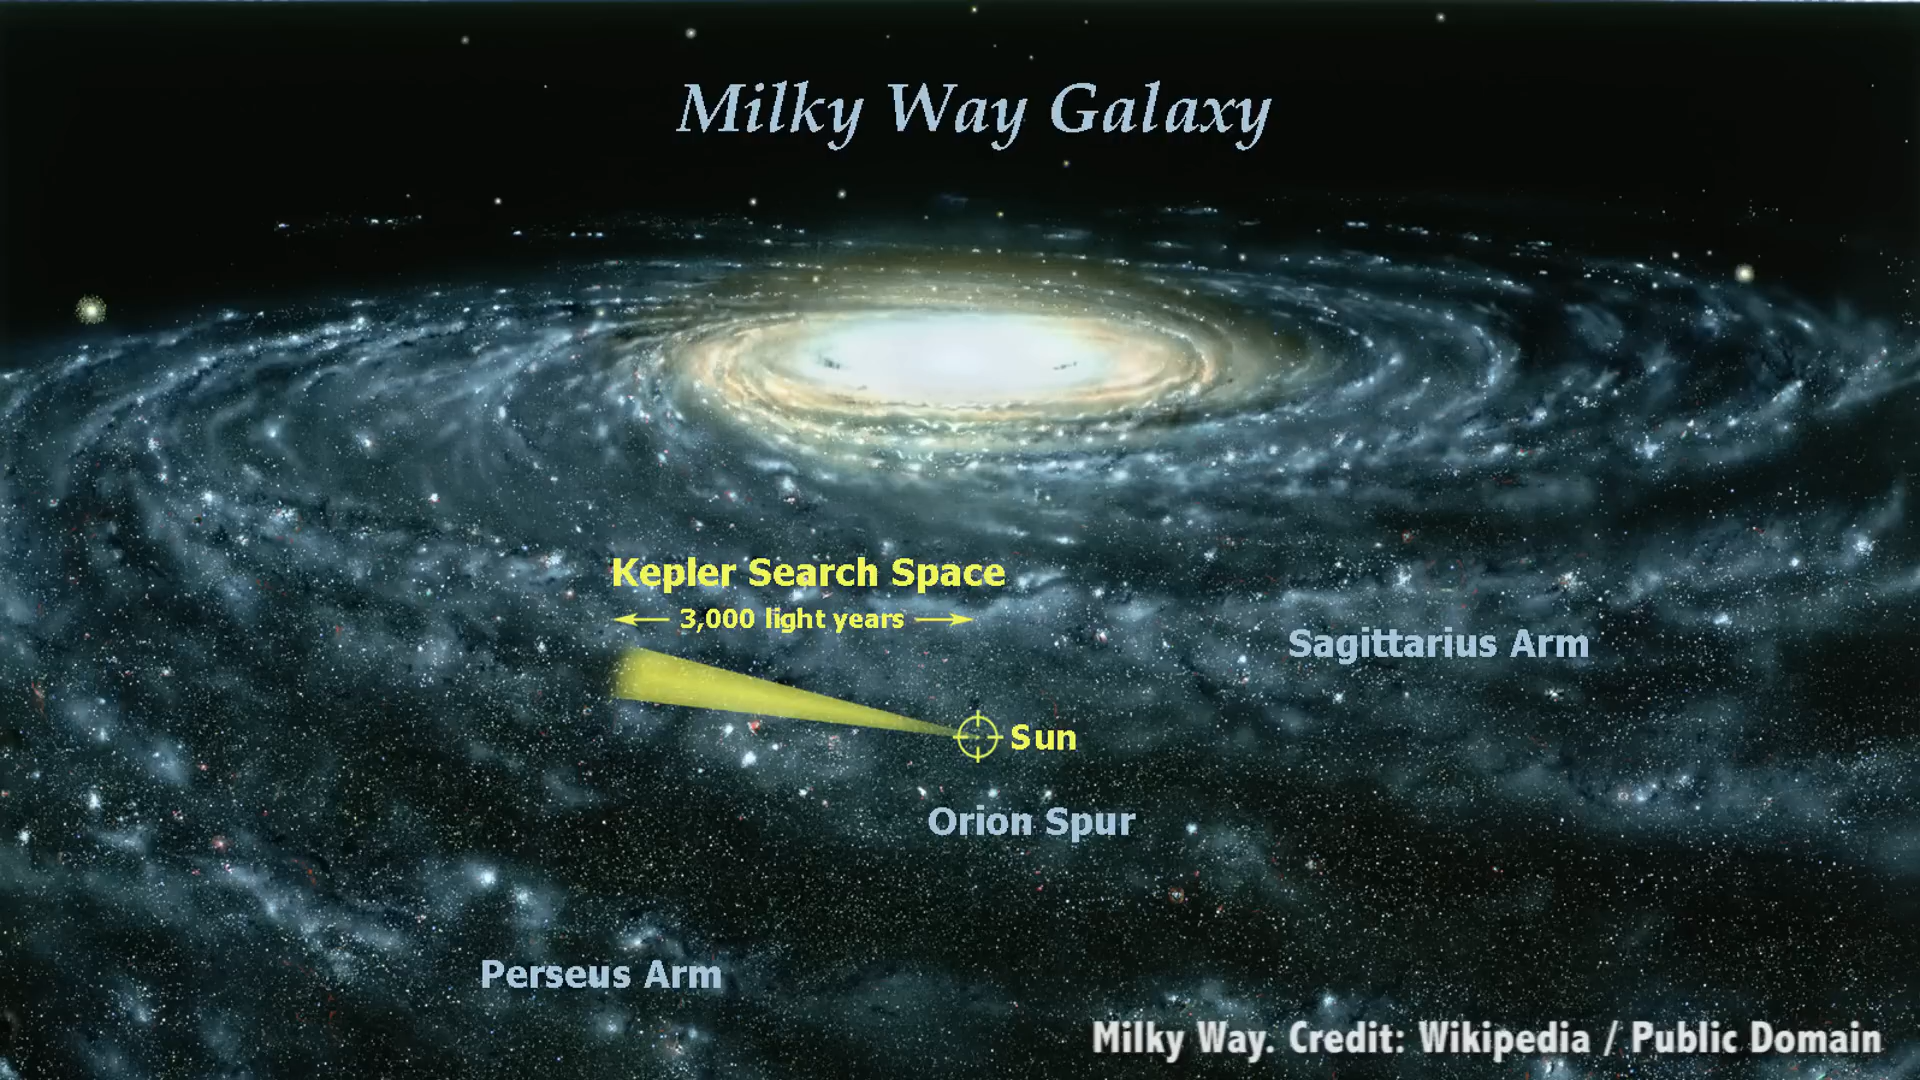 Milky Way Galaxy
Kepler Search Space
3,000 light years
Sagittarius Arm
Sun
Orion Spur
Perseus Arm
Milky Way. Credit: Wikipedia / Public Domain